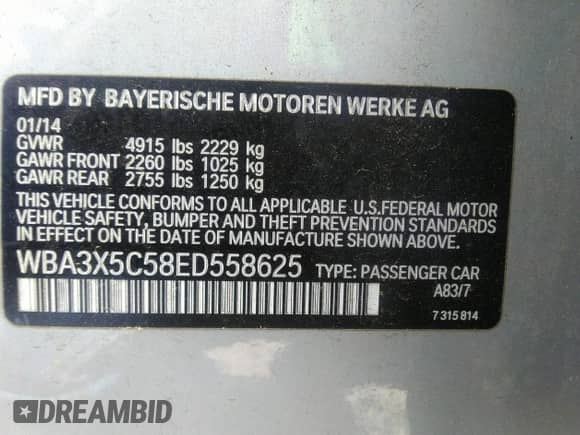 MFD BY BAYERISCHE MOTOREN WERKE AG
01/14
GVWR 4915 lbs 2229 kg
GAWR FRONT 2260 lbs 1025 kg
GAWR REAR 2755 lbs 1250 kg
THIS VEHICLE CONFORMS TO ALL APPLICABLE U.S.FEDERAL MOTOR
VEHICLE SAFETY, BUMPER AND THEFT PREVENTION STANDARDS
IN EFFECT ON THE DATE OF MANUFACTURE SHOWN ABOVE.
WBA3X5C58ED558625 TYPE: PASSENGER CAR
A83/7
7 315 814
DREAMBID